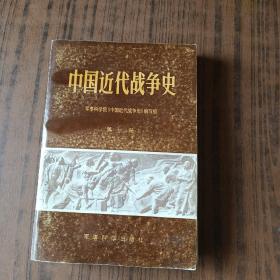 中国近代战争史
军事科学院《中国近代战争史》编写组
第一册
军事科学出版社